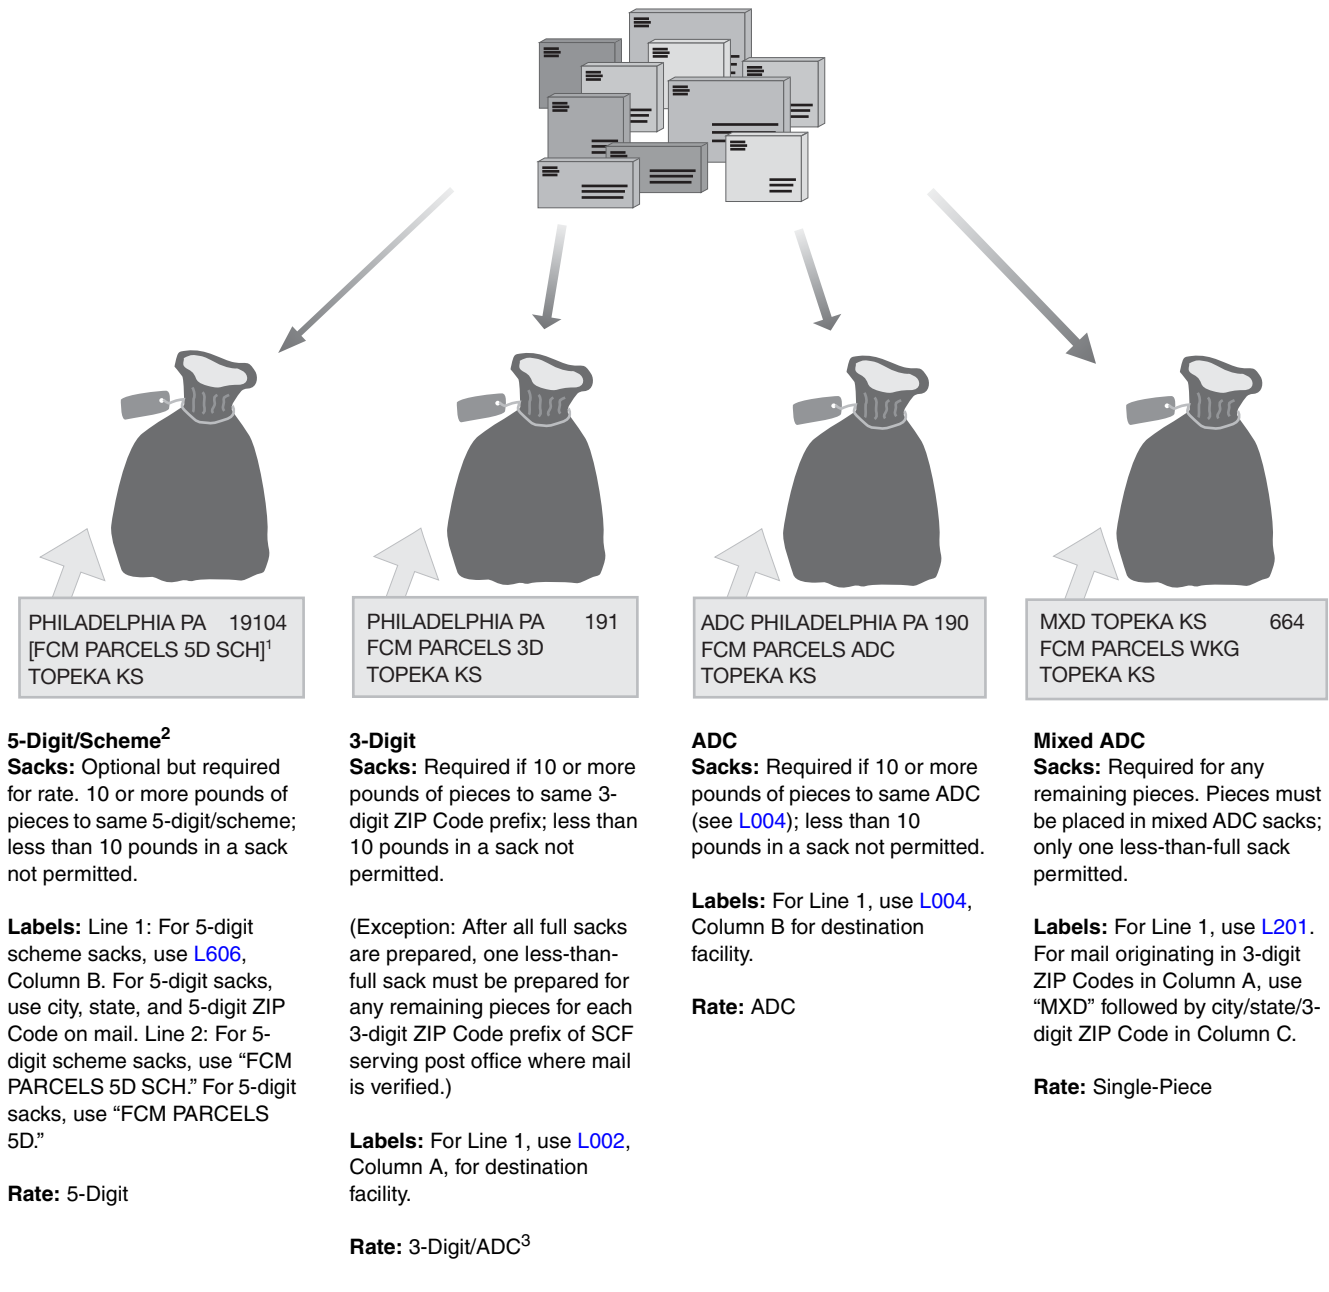 PHILADELPHIA PA 19104
[FCM PARCELS 5D SCH]1
TOPEKA KS
PHILADELPHIA PA 191
FCM PARCELS 3D
TOPEKA KS
ADC PHILADELPHIA PA 190
FCM PARCELS ADC
TOPEKA KS
MXD TOPEKA KS 664
FCM PARCELS WKG
TOPEKA KS
5-Digit/Scheme2
Sacks: Optional but required
for rate. 10 or more pounds of
pieces to same 5-digit/scheme;
less than 10 pounds in a sack
not permitted.
Labels: Line 1: For 5-digit
scheme sacks, use L606,
Column B. For 5-digit sacks,
use city, state, and 5-digit ZIP
Code on mail. Line 2: For 5-
digit scheme sacks, use “FCM
PARCELS 5D SCH.” For 5-digit
sacks, use “FCM PARCELS
5D.”
Rate: 5-Digit
3-Digit
Sacks: Required if 10 or more
pounds of pieces to same 3-
digit ZIP Code prefix; less than
10 pounds in a sack not
permitted.
(Exception: After all full sacks
are prepared, one less-than-
full sack must be prepared for
any remaining pieces for each
3-digit ZIP Code prefix of SCF
serving post office where mail
is verified.)
Labels: For Line 1, use L002,
Column A, for destination
facility.
Rate: 3-Digit/ADC3
ADC
Sacks: Required if 10 or more
pounds of pieces to same ADC
(see L004); less than 10
pounds in a sack not permitted.
Labels: For Line 1, use L004,
Column B for destination
facility.
Rate: ADC
Mixed ADC
Sacks: Required for any
remaining pieces. Pieces must
be placed in mixed ADC sacks;
only one less-than-full sack
permitted.
Labels: For Line 1, use L201.
For mail originating in 3-digit
ZIP Codes in Column A, use
“MXD” followed by city/state/3-
digit ZIP Code in Column C.
Rate: Single-Piece